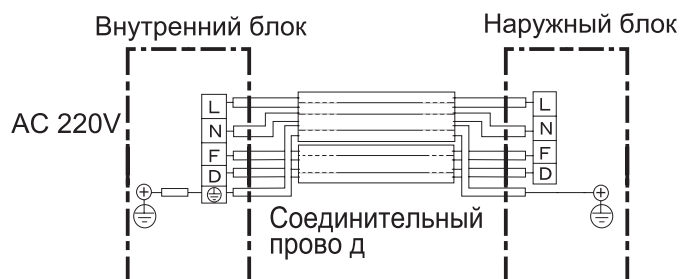 Внутренний блок
Наружный блок
AC 220V
L
N
F
D
L
N
F
D
Соединительный
прово д